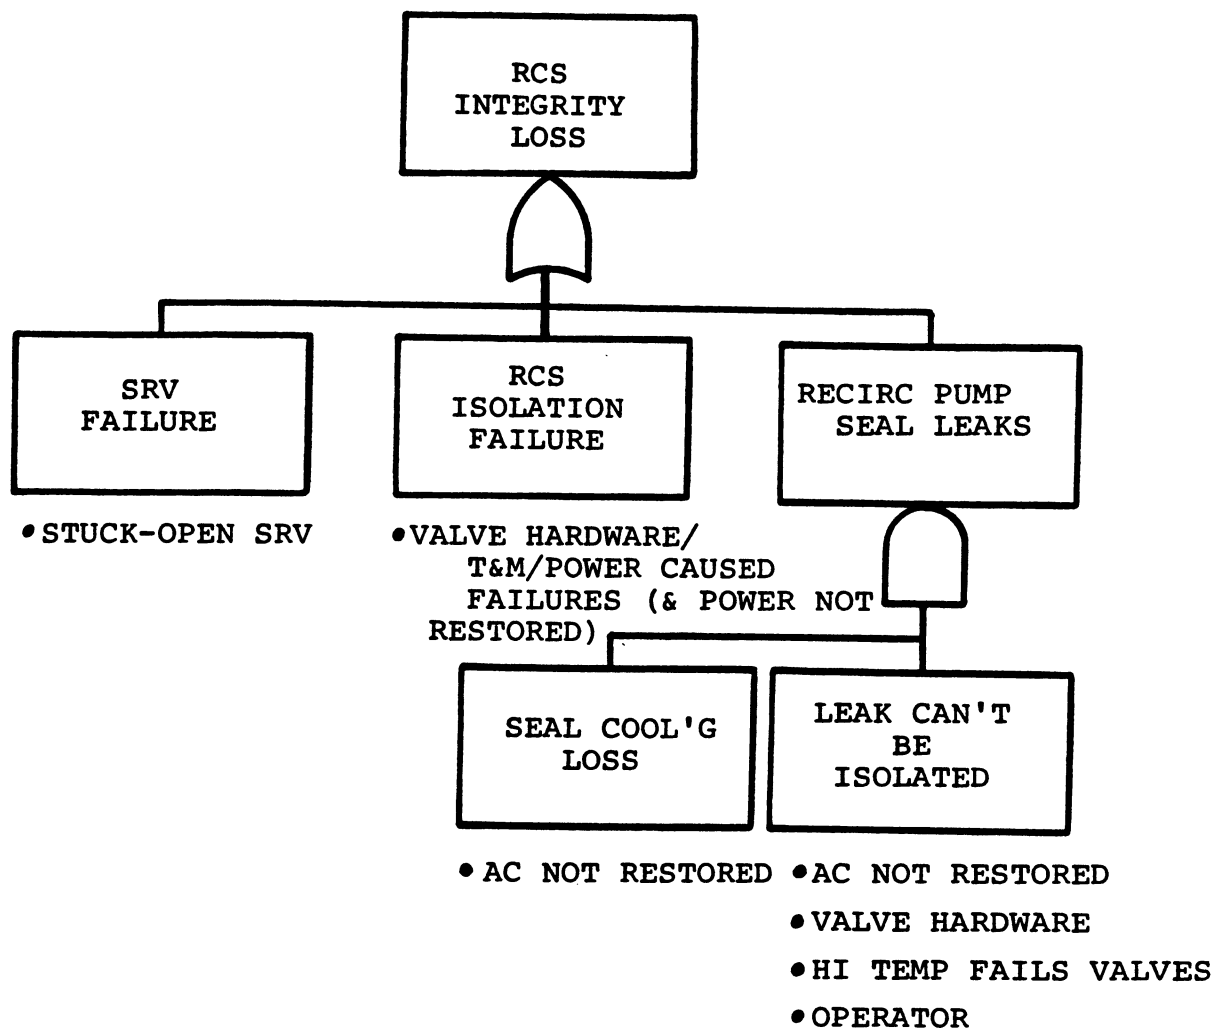 RCS
INTEGRITY
LOSS
SRV
FAILURE
RCS
ISOLATION
FAILURE
RECIRC PUMP
SEAL LEAKS
•STUCK-OPEN SRV
•VALVE HARDWARE/
T&M/POWER CAUSED
FAILURES (& POWER NOT
RESTORED)
SEAL COOL'G
LOSS
LEAK CAN'T
BE
ISOLATED
•AC NOT RESTORED
•AC NOT RESTORED
•VALVE HARDWARE
•HI TEMP FAILS VALVES
•OPERATOR